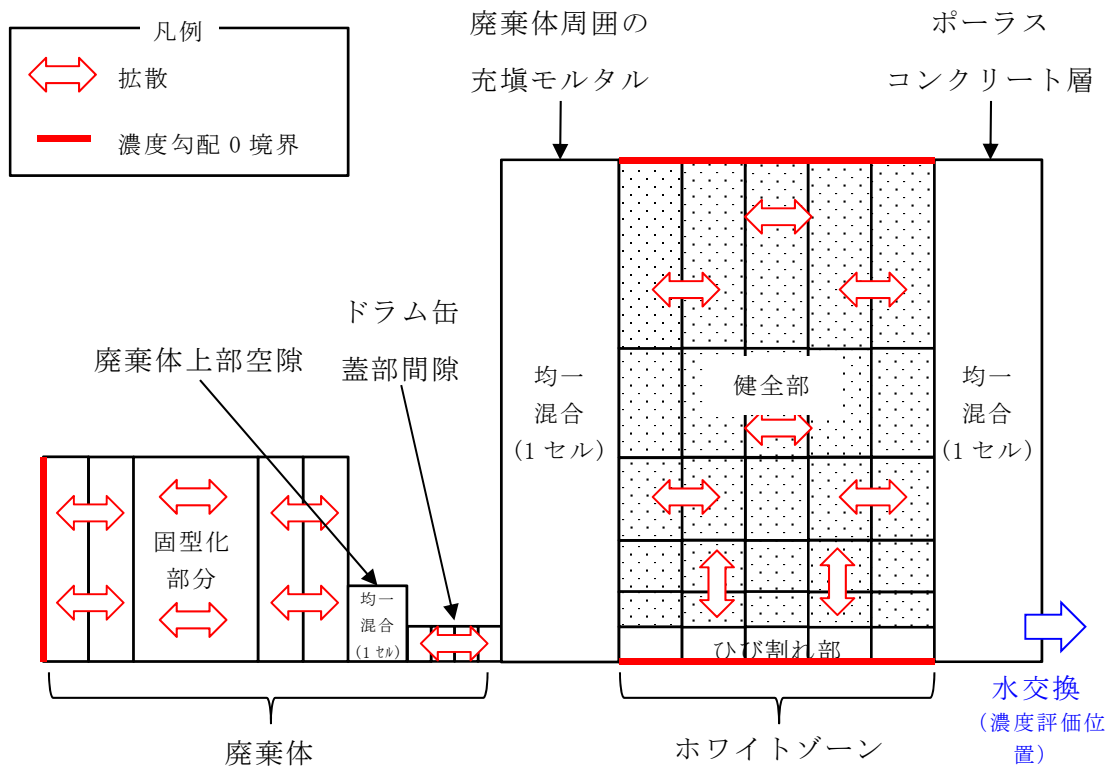 凡例
拡散
濃度勾配0境界
廃棄体周囲の
充塡モルタル
ポーラス
コンクリート層
ドラム缶
蓋部間隙
廃棄体上部空隙
固型化
部分
均一
混合
(1セル)
均一
混合
(1セル)
健全部
ひび割れ部
均一
混合
(1セル)
水交換
(濃度評価位
置)
廃棄体
ホワイトゾーン